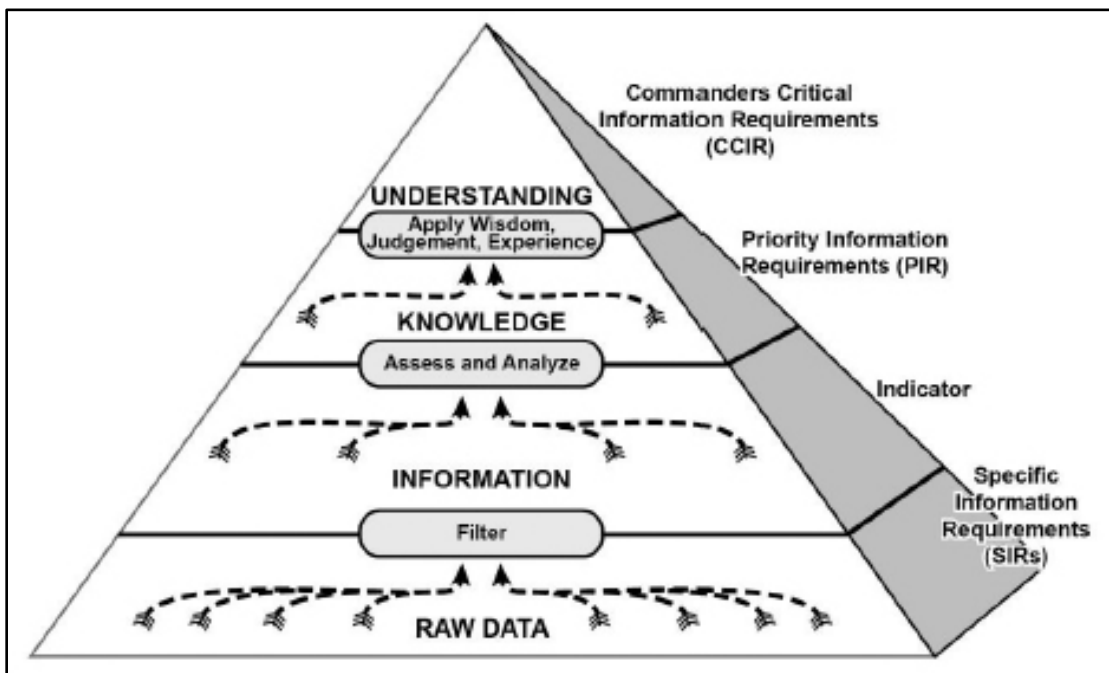 Commanders Critical
Information Requirements
(CCIR)
UNDERSTANDING
Apply Wisdom,
Judgement, Experience
Priority Information
Requirements (PIR)
KNOWLEDGE
Assess and Analyze
Indicator
INFORMATION
Specific
Information
Requirements
(SIRs)
Filter
RAW DATA